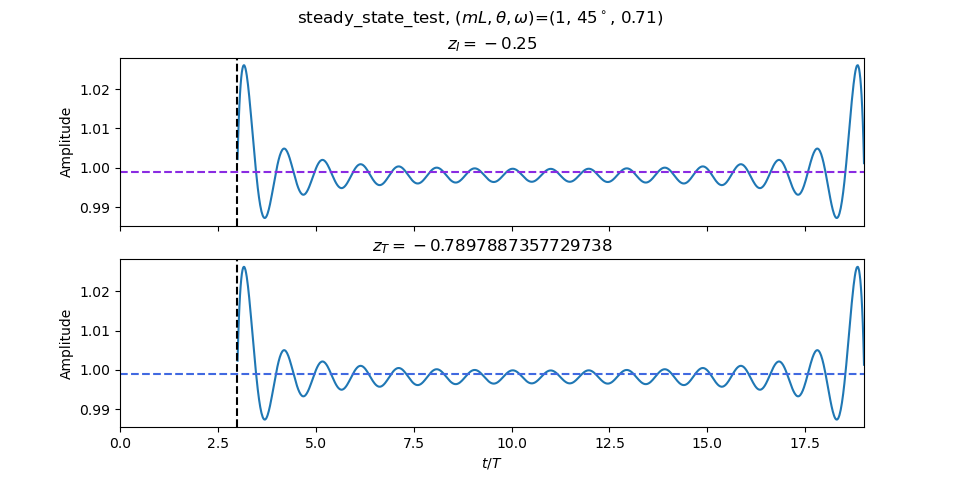 steady_state_test, (mL, θ, ω)=(1, 45°, 0.71)
z_I = −0.25
1.02
1.01
1.00
0.99
Amplitude
z_T = −0.7897887357729738
1.02
1.01
1.00
0.99
Amplitude
0.0 2.5 5.0 7.5 10.0 12.5 15.0 17.5
t/T